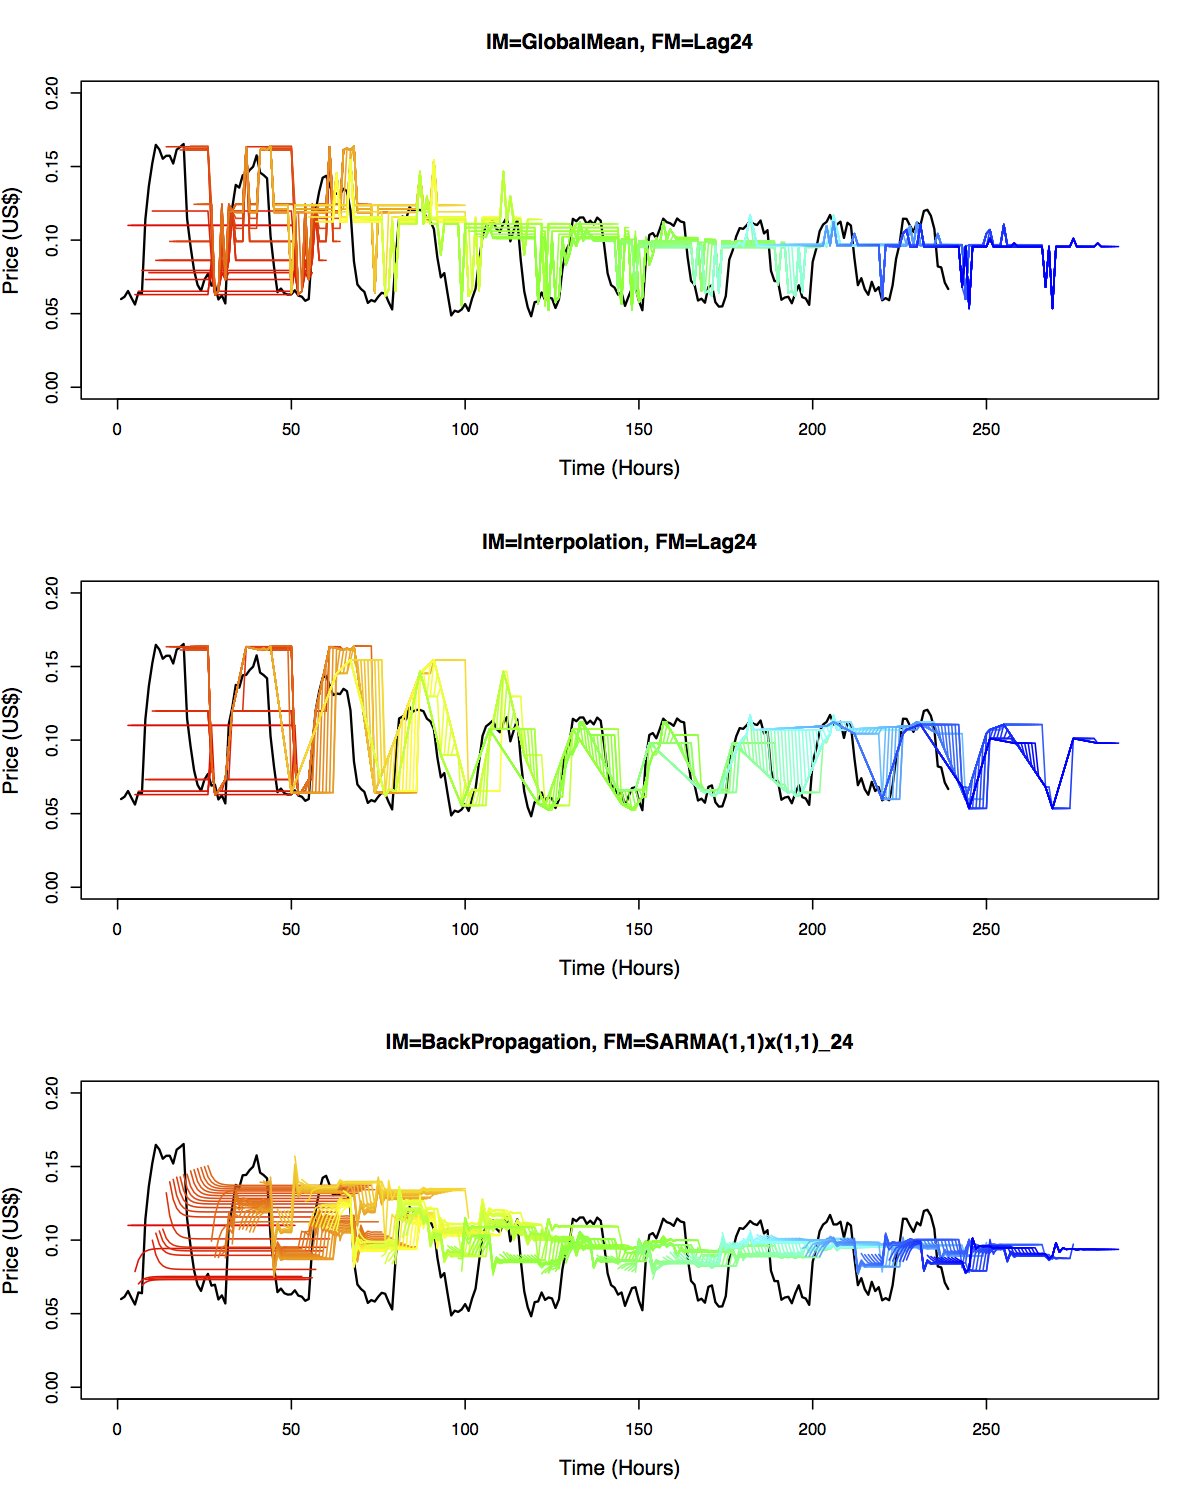 IM=GlobalMean, FM=Lag24
Price (US$)
0.20
0.15
0.10
0.05
0.00
0 50 100 150 200 250
Time (Hours)
IM=Interpolation, FM=Lag24
Price (US$)
0.20
0.15
0.10
0.05
0.00
0 50 100 150 200 250
Time (Hours)
IM=BackPropagation, FM=SARMA(1,1)x(1,1)_24
Price (US$)
0.20
0.15
0.10
0.05
0.00
0 50 100 150 200 250
Time (Hours)